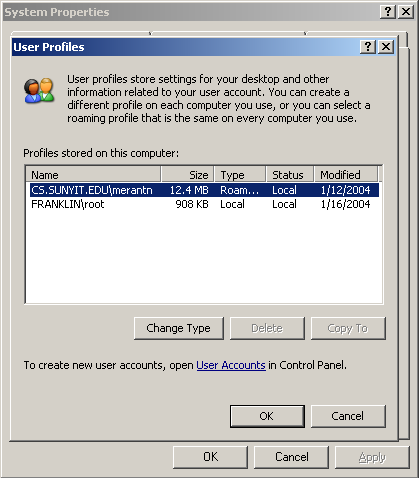 System Properties
User Profiles
User profiles store settings for your desktop and other
information related to your user account. You can create a
different profile on each computer you use, or you can select a
roaming profile that is the same on every computer you use.
Profiles stored on this computer:
Name Size Type Status Modified
CS.SUNYIT.EDU\merantn 12.4 MB Roam... Local 1/12/2004
FRANKLIN\root 908 KB Local Local 1/16/2004
Change Type Delete Copy To
To create new user accounts, open User Accounts in Control Panel.
OK Cancel
OK Cancel Apply